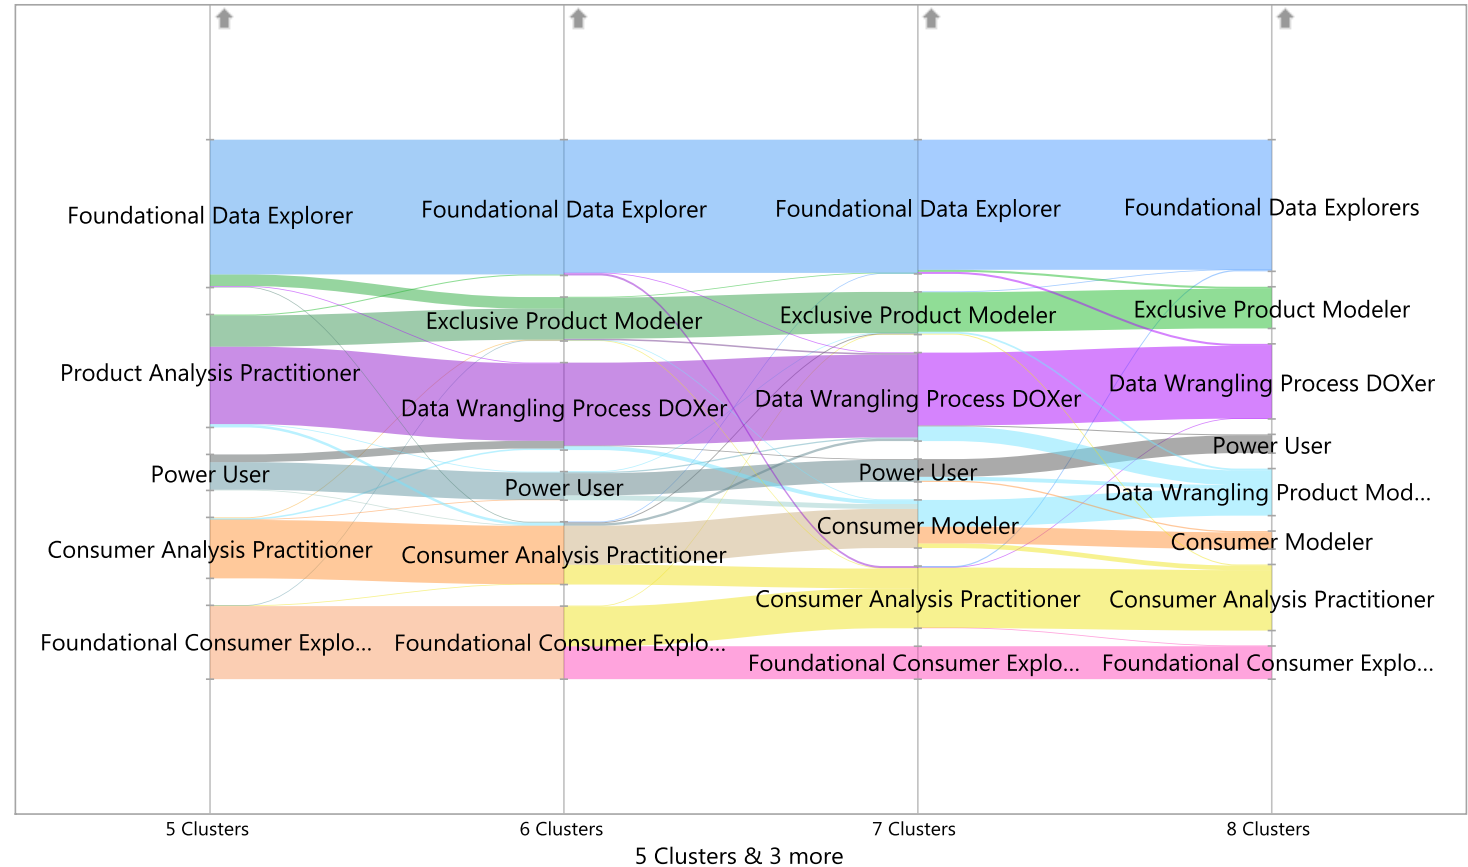 Foundational Data Explorer
Product Analysis Practitioner
Power User
Consumer Analysis Practitioner
Foundational Consumer Explo...
Foundational Data Explorer
Exclusive Product Modeler
Data Wrangling Process DOXer
Power User
Consumer Analysis Practitioner
Foundational Consumer Explo...
Foundational Data Explorer
Exclusive Product Modeler
Data Wrangling Process DOXer
Power User
Consumer Modeler
Consumer Analysis Practitioner
Foundational Consumer Explo...
Foundational Data Explorers
Exclusive Product Modeler
Data Wrangling Process DOXer
Power User
Data Wrangling Product Mod...
Consumer Modeler
Consumer Analysis Practitioner
Foundational Consumer Explo...
5 Clusters
6 Clusters
7 Clusters
8 Clusters
5 Clusters & 3 more